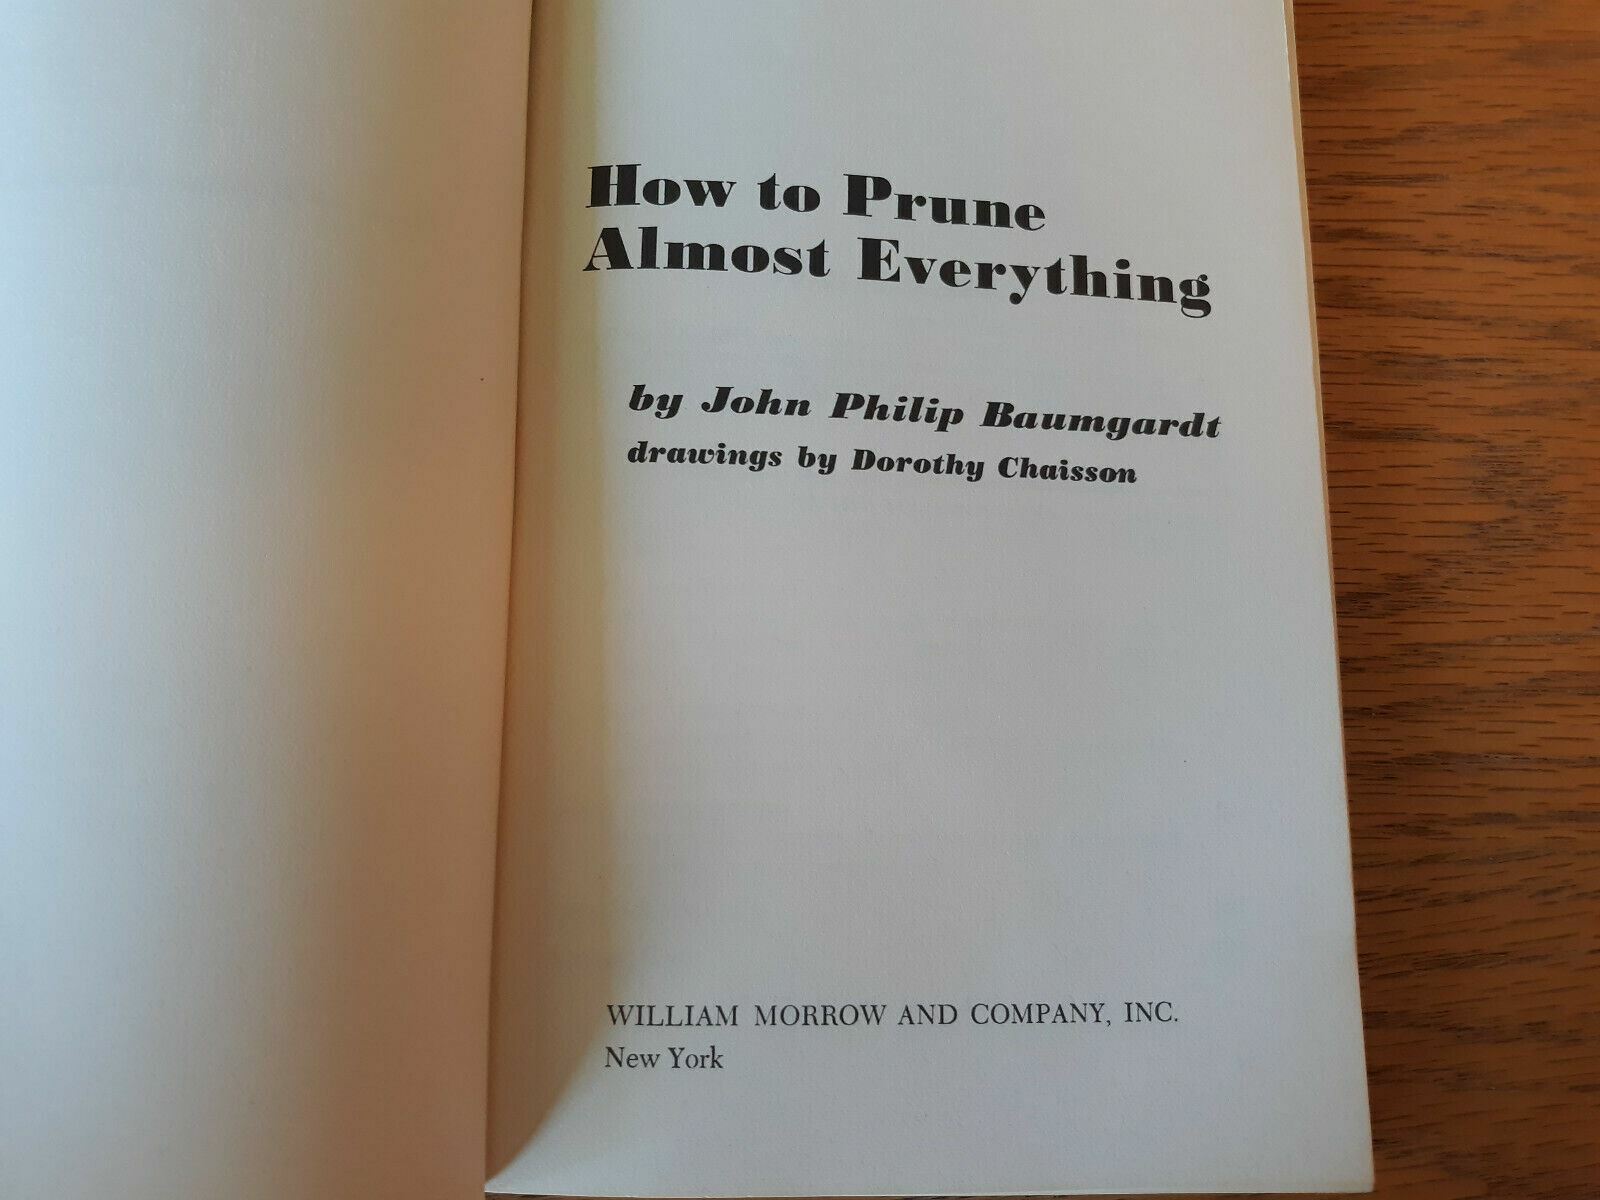 How to Prune
Almost Everything
by John Philip Baumgardt
drawings by Dorothy Chaisson
WILLIAM MORROW AND COMPANY, INC.
New York